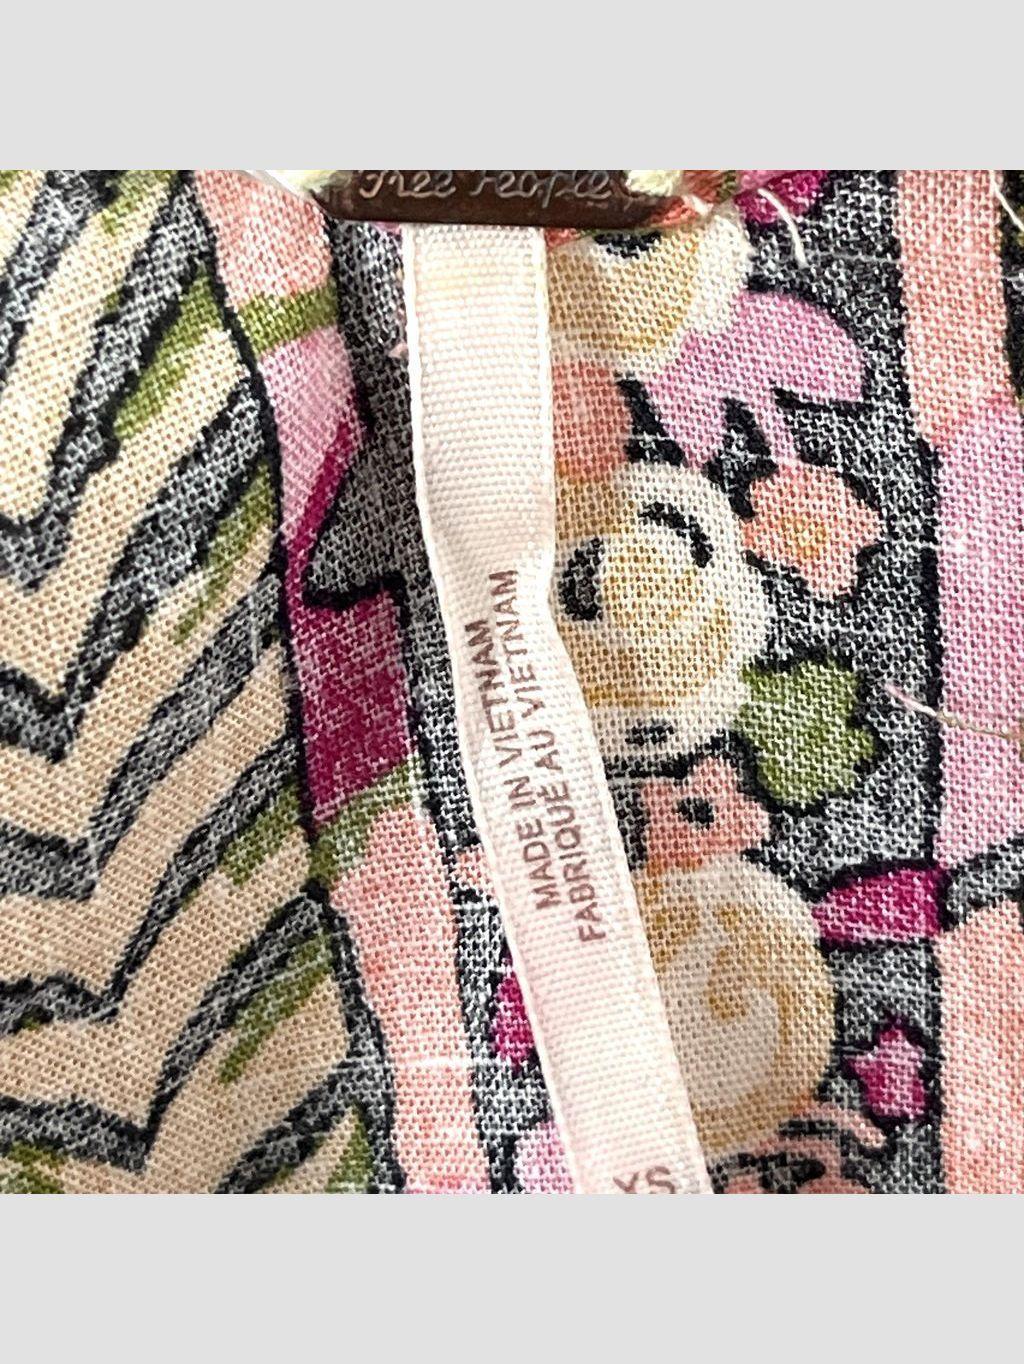 Free People
MADE IN VIETNAM
FABRIQUÉ AU VIETNAM
XS